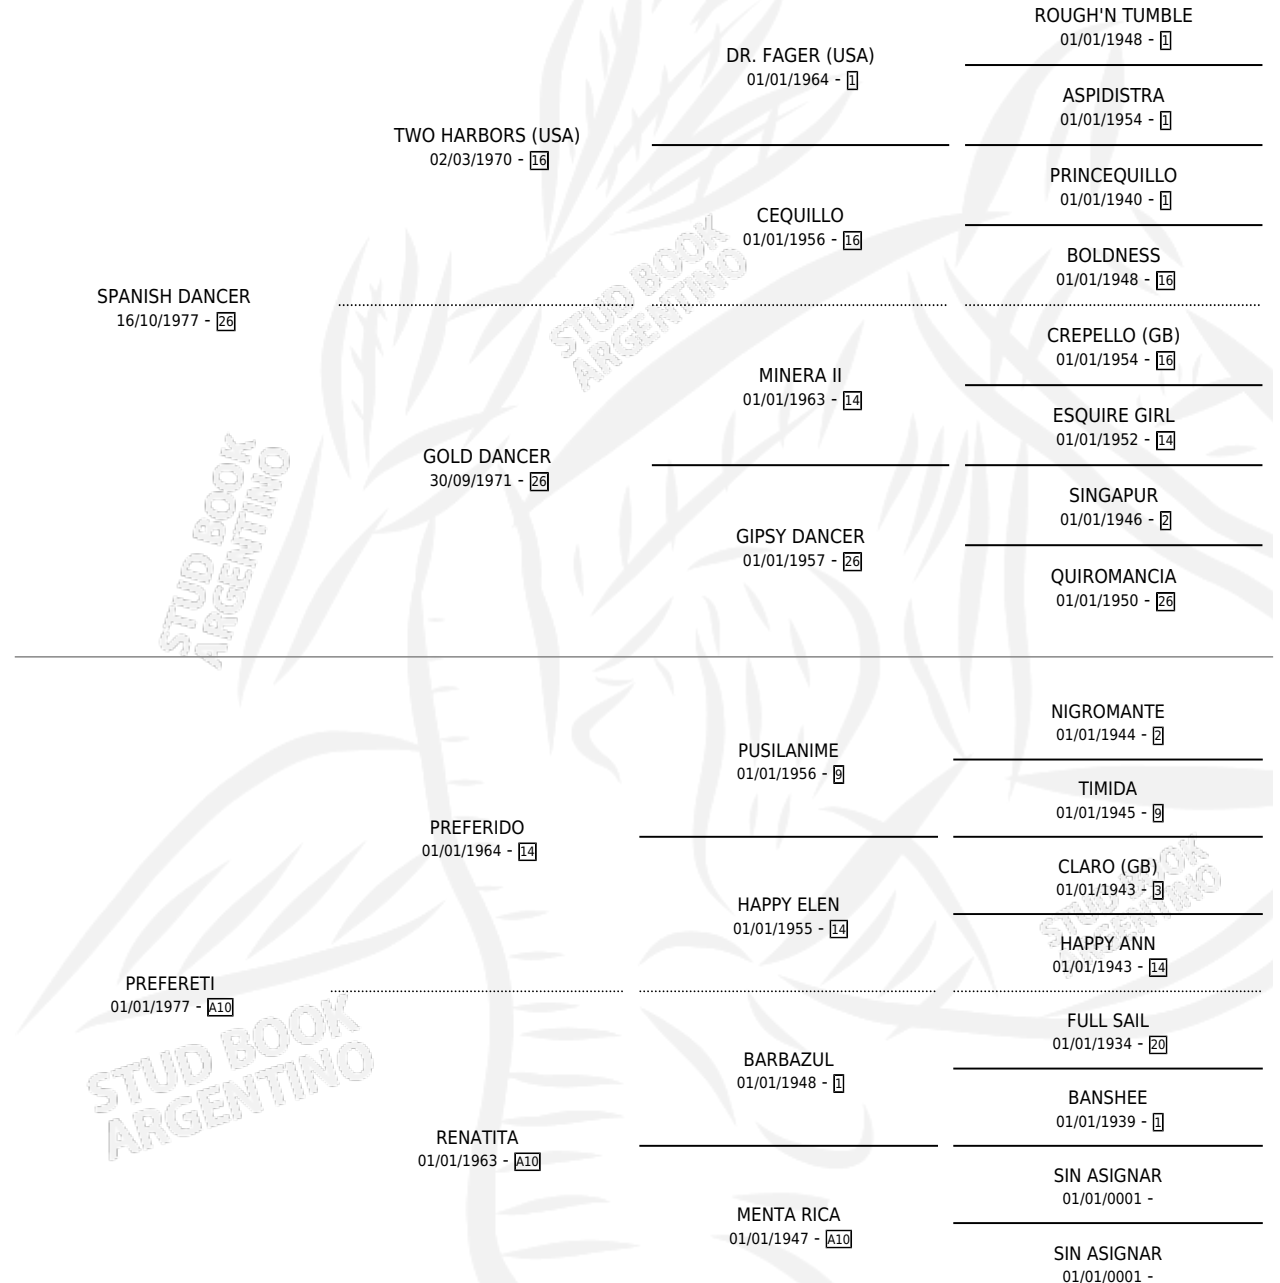 ROUGH'N TUMBLE
01/01/1948 - 1
DR. FAGER (USA)
01/01/1964 - 1
ASPIDISTRA
01/01/1954 - 1
TWO HARBORS (USA)
02/03/1970 - 16
PRINCEQUILLO
01/01/1940 - 1
CEQUILLO
01/01/1956 - 16
BOLDNESS
01/01/1948 - 16
STUD BOOK
ARGENTINO
SPANISH DANCER
16/10/1977 - 26
CREPELLO (GB)
01/01/1954 - 16
MINERA II
01/01/1963 - 14
ESQUIRE GIRL
01/01/1952 - 14
GOLD DANCER
30/09/1971 - 26
SINGAPUR
01/01/1946 - 2
GIPSY DANCER
01/01/1957 - 26
QUIROMANCIA
01/01/1950 - 26
STUD BOOK
ARGENTINO
NIGROMANTE
01/01/1944 - 2
PUSILANIME
01/01/1956 - 9
TIMIDA
01/01/1945 - 9
PREFERIDO
01/01/1964 - 14
CLARO (GB)
01/01/1943 - 3
HAPPY ELEN
01/01/1955 - 14
HAPPY ANN
01/01/1943 - 14
STUD BOOK
ARGENTINO
PREFERETI
01/01/1977 - A10
FULL SAIL
01/01/1934 - 20
BARBAZUL
01/01/1948 - 1
BANSHEE
01/01/1939 - 1
STUD BOOK
ARGENTINO
RENATITA
01/01/1963 - A10
SIN ASIGNAR
01/01/0001 -
MENTA RICA
01/01/1947 - A10
SIN ASIGNAR
01/01/0001 -